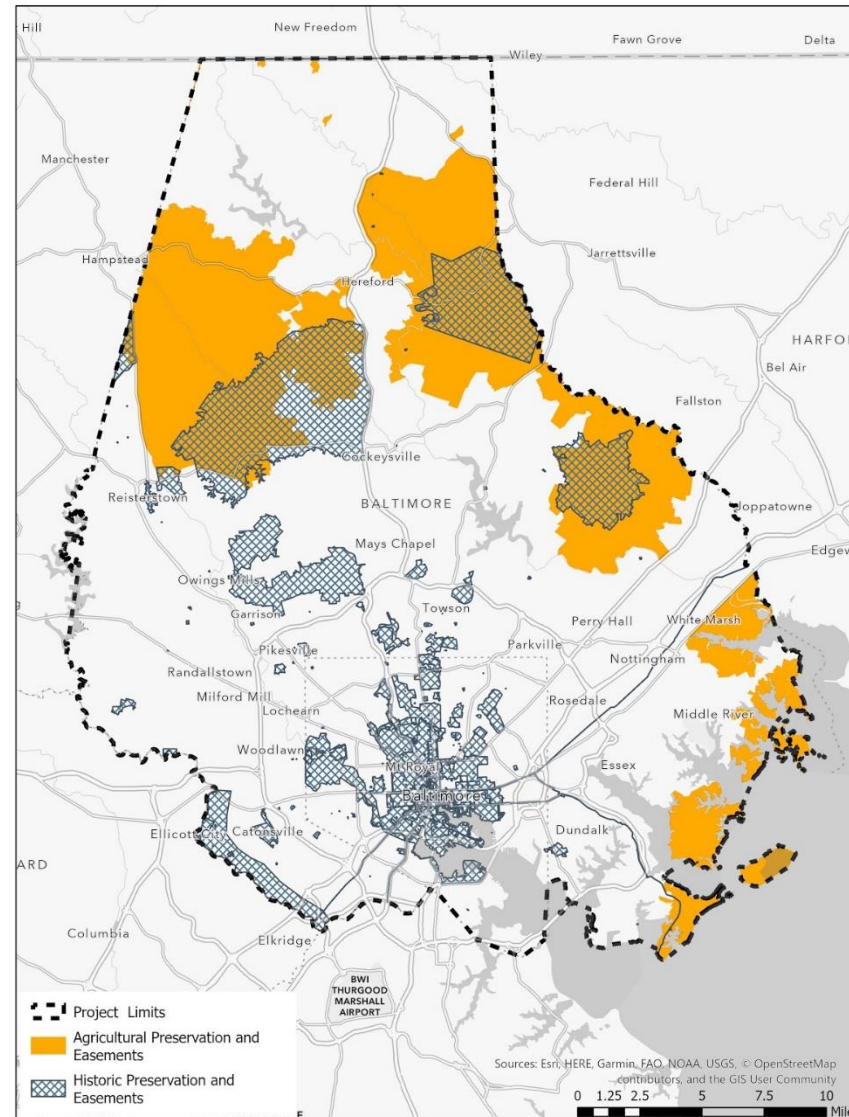 Hill
New Freedom
Fawn Grove
Delta
Wiley
Manchester
Federal Hill
Hampstead
Jarrettsville
Hereford
HARFO
Bel Air
Fallston
Cockeysville
Reisterstown
BALTIMORE
Joppatowne
Mays Chapel
Edgew
Owings Mills
Garrison
Towson
White Marsh
Perry Hall
Pikesville
Parkville
Nottingham
Randallstown
Milford Mill
Rosedale
Lochearn
Middle River
Woodlawn
Mt Royal
Essex
Baltimore
Dundalk
Ellicott City
Catonsville
ARD
Columbia
Elkridge
BWI
THURGOOD
MARSHALL
AIRPORT
Project Limits
Agricultural Preservation and
Easements
Historic Preservation and
Easements
Sources: Esri, HERE, Garmin, FAO, NOAA, USGS, © OpenStreetMap
contributors, and the GIS User Community
0 1.25 2.5 5 7.5 10
Mil